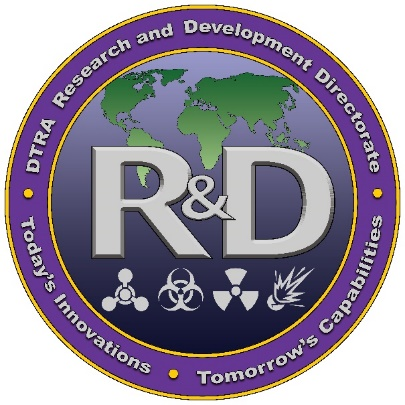 DTRA Research and Development Directorate
R&D
Today's Innovations • Tomorrow's Capabilities